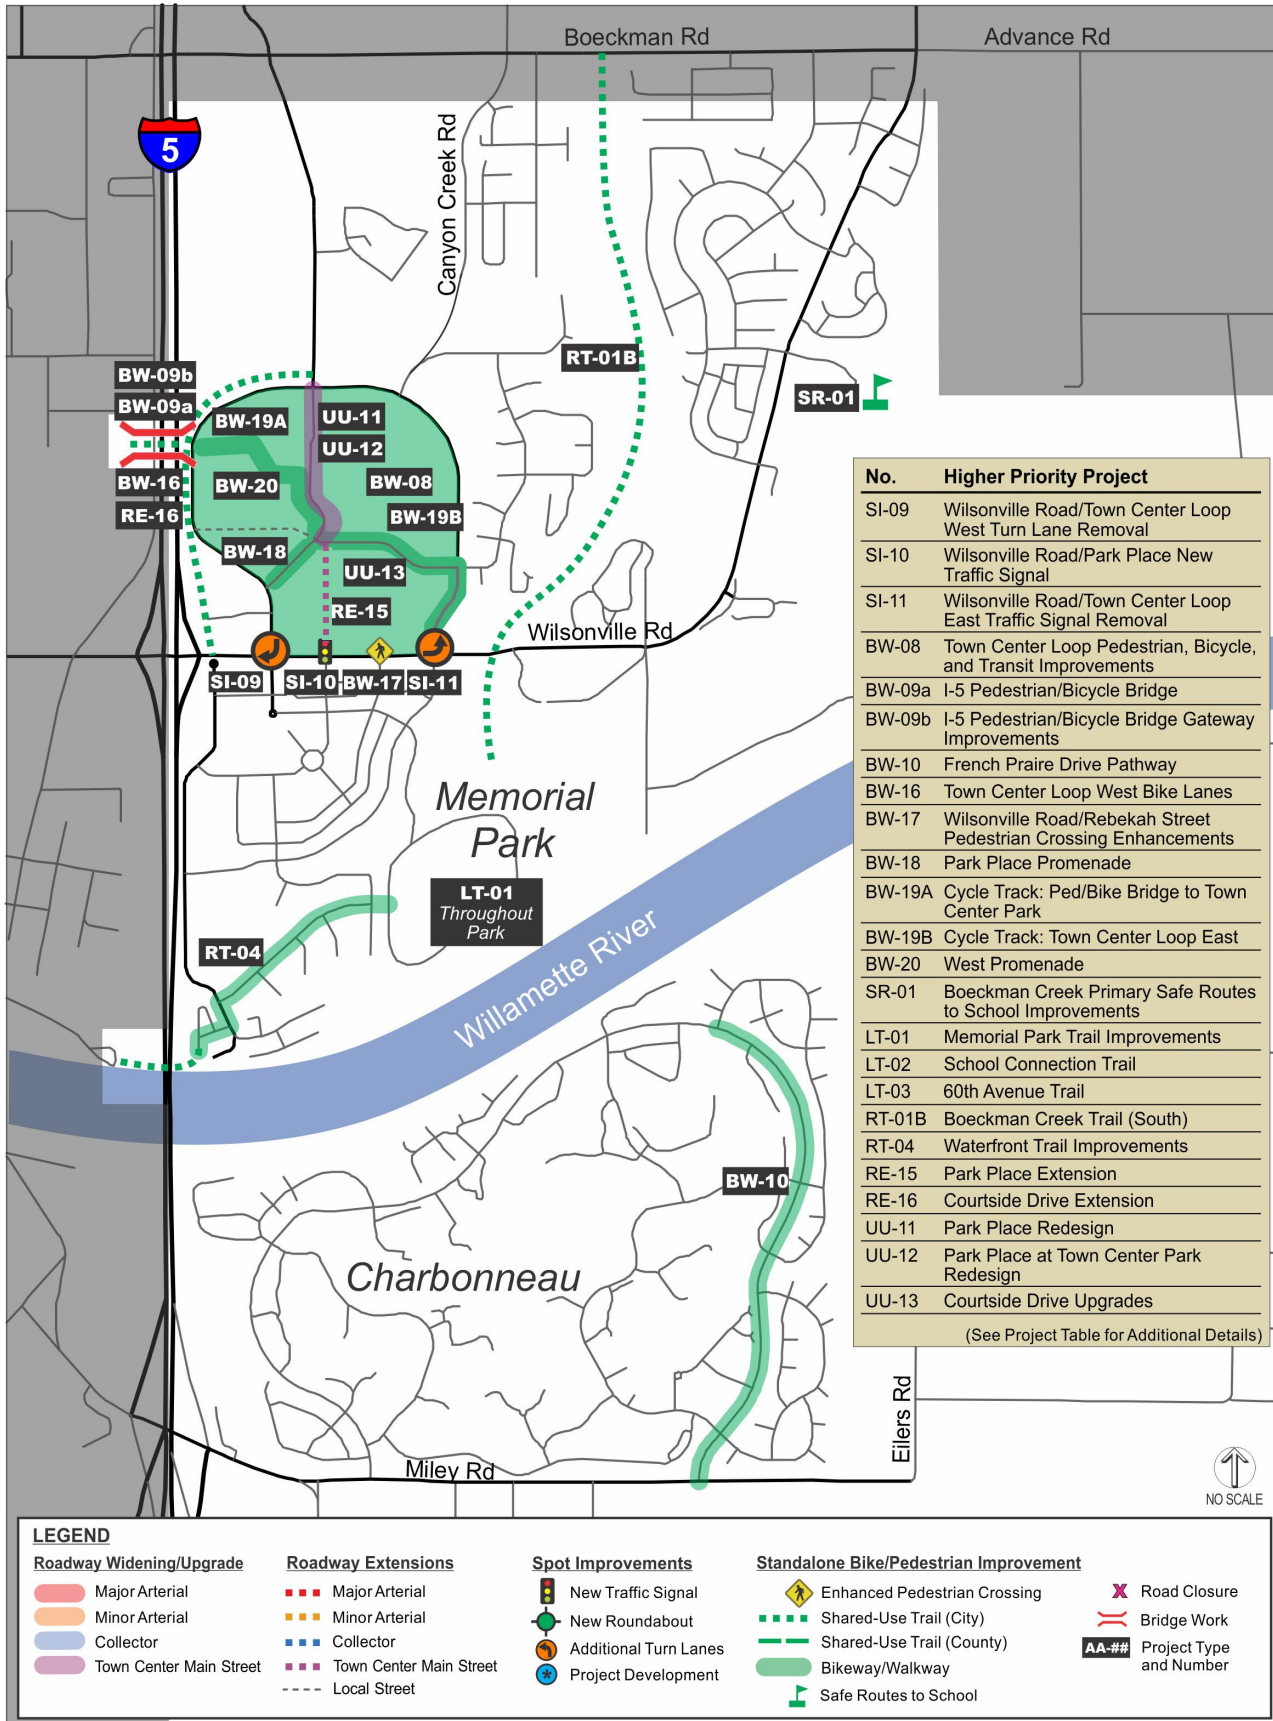 Boeckman Rd
Advance Rd
5
Canyon Creek Rd
RT-01B
SR-01
BW-09b
BW-09a
BW-19A
UU-11
UU-12
BW-16
BW-20
BW-08
RE-16
BW-19B
BW-18
UU-13
RE-15
Wilsonville Rd
SI-09
SI-10
BW-17
SI-11
Memorial
Park
LT-01
Throughout
Park
RT-04
Willamette River
BW-10
Charbonneau
Eilers Rd
Miley Rd
No. Higher Priority Project
SI-09 Wilsonville Road/Town Center Loop
West Turn Lane Removal
SI-10 Wilsonville Road/Park Place New
Traffic Signal
SI-11 Wilsonville Road/Town Center Loop
East Traffic Signal Removal
BW-08 Town Center Loop Pedestrian, Bicycle,
and Transit Improvements
BW-09a I-5 Pedestrian/Bicycle Bridge
BW-09b I-5 Pedestrian/Bicycle Bridge Gateway
Improvements
BW-10 French Praire Drive Pathway
BW-16 Town Center Loop West Bike Lanes
BW-17 Wilsonville Road/Rebekah Street
Pedestrian Crossing Enhancements
BW-18 Park Place Promenade
BW-19A Cycle Track: Ped/Bike Bridge to Town
Center Park
BW-19B Cycle Track: Town Center Loop East
BW-20 West Promenade
SR-01 Boeckman Creek Primary Safe Routes
to School Improvements
LT-01 Memorial Park Trail Improvements
LT-02 School Connection Trail
LT-03 60th Avenue Trail
RT-01B Boeckman Creek Trail (South)
RT-04 Waterfront Trail Improvements
RE-15 Park Place Extension
RE-16 Courtside Drive Extension
UU-11 Park Place Redesign
UU-12 Park Place at Town Center Park
Redesign
UU-13 Courtside Drive Upgrades
(See Project Table for Additional Details)
NO SCALE
LEGEND
Roadway Widening/Upgrade
Major Arterial
Minor Arterial
Collector
Town Center Main Street
Roadway Extensions
Major Arterial
Minor Arterial
Collector
Town Center Main Street
Local Street
Spot Improvements
New Traffic Signal
New Roundabout
Additional Turn Lanes
Project Development
Standalone Bike/Pedestrian Improvement
Enhanced Pedestrian Crossing
Shared-Use Trail (City)
Shared-Use Trail (County)
Bikeway/Walkway
Safe Routes to School
X Road Closure
Bridge Work
AA-## Project Type
and Number